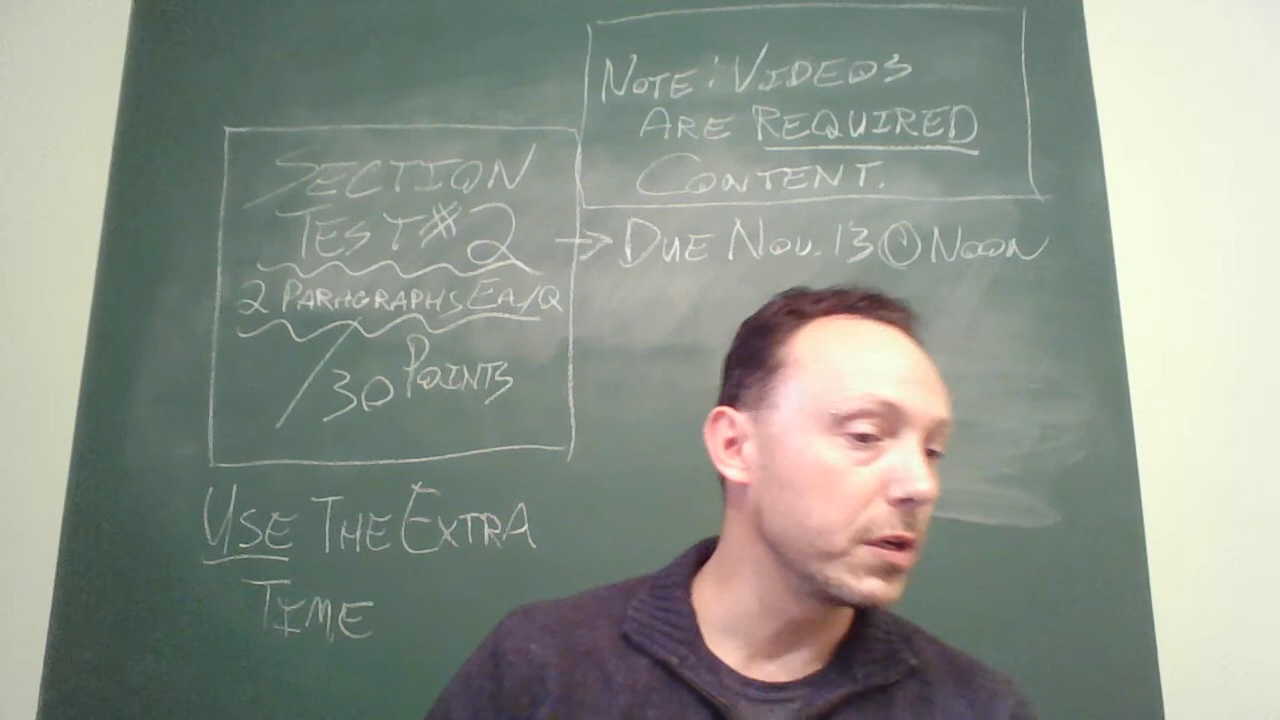 NOTE: VIDEOS
ARE REQUIRED
CONTENT.
SECTION
TEST #2
→ DUE NOV. 13 @ NOON
2 PARAGRAPHS EA/Q
/30 POINTS
USE THE EXTRA
TIME